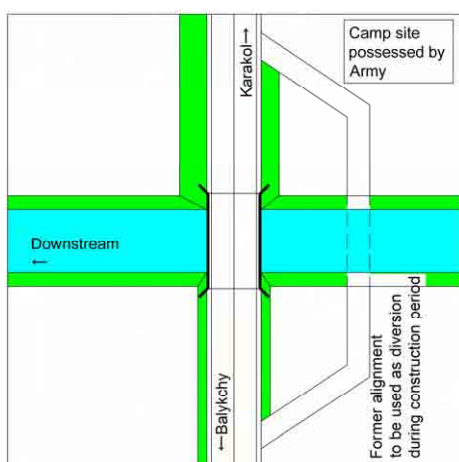 Karakol→
Camp site
possessed by
Army
Downstream
←
←Balykchy
Former alignment
to be used as diversion
during construction period